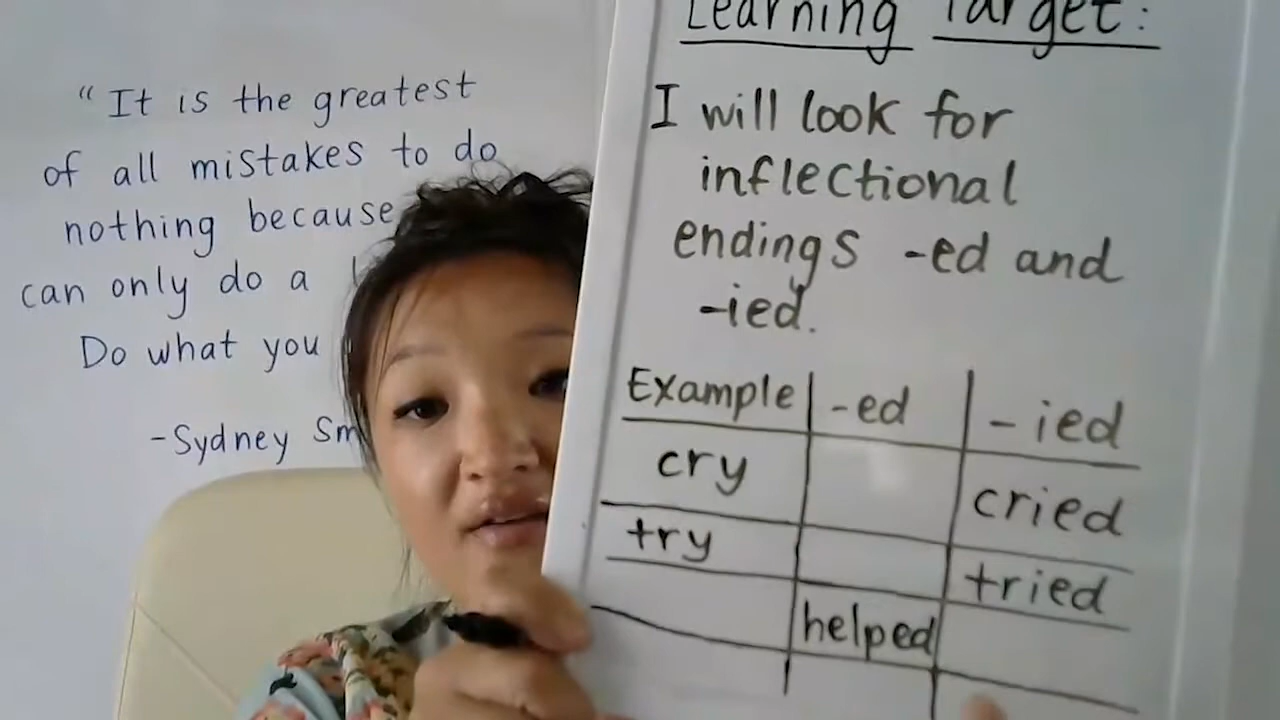 "It is the greatest
of all mistakes to do
nothing because
can only do a
Do what you
-Sydney
Learning Target:
I will look for
inflectional
endings -ed and
-ied.
Example -ed -ied
cry cried
try tried
helped